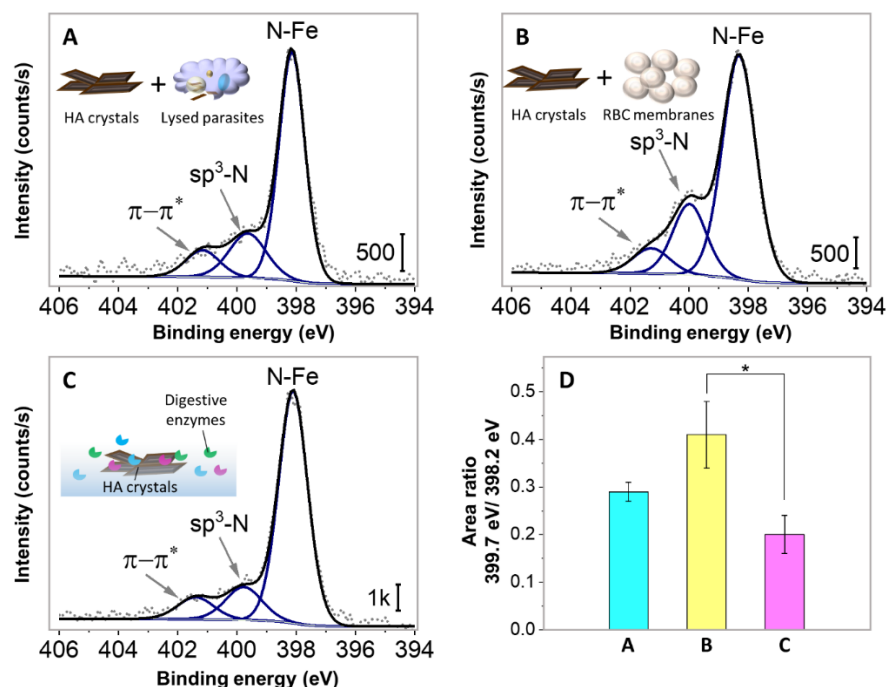 A
N-Fe
HA crystals + Lysed parasites
sp³-N
π–π*
500
Intensity (counts/s)
406 404 402 400 398 396 394
Binding energy (eV)
B
N-Fe
HA crystals + RBC membranes
sp³-N
π–π*
500
Intensity (counts/s)
406 404 402 400 398 396 394
Binding energy (eV)
C
N-Fe
Digestive
enzymes
HA crystals
sp³-N
π–π*
1k
Intensity (counts/s)
406 404 402 400 398 396 394
Binding energy (eV)
D
*
0.5
0.4
0.3
0.2
0.1
0.0
Area ratio
399.7 eV/ 398.2 eV
A B C